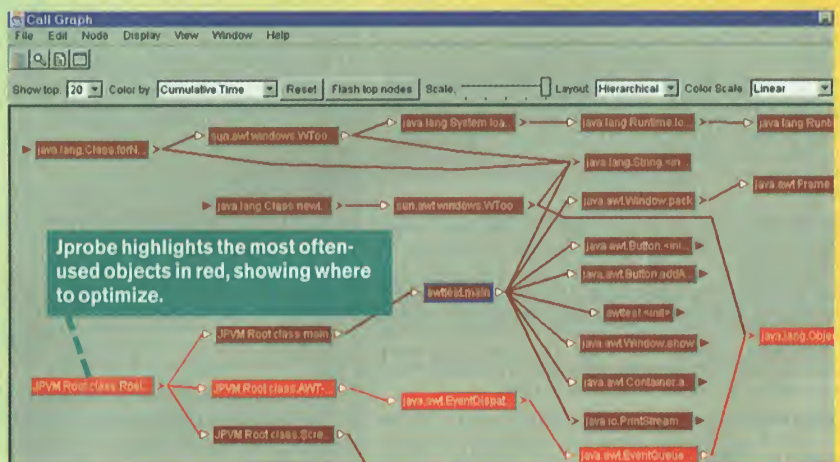 Call Graph
File Edit Node Display View Window Help
Show top: 20 Color by Cumulative Time Reset Flash top nodes Scale: Layout Hierarchical Color Scale Linear
java.lang.System.loa...
java.lang.Runtime.lo...
java.lang.Runt
sun.awt.windows.WToo...
java.lang.Class.forN...
java.lang.String.<in...
java.awt.Frame
java.lang.Class.newI...
sun.awt.windows.WToo...
java.awt.Window.pack
Jprobe highlights the most often-
used objects in red, showing where
to optimize.
java.awt.Button.<ini...
java.awt.Button.addA...
awttest.main
awttest.<init>
JPVM Root class.main
java.awt.Window.show
java.lang.Obje
JPVM Root class.Root...
JPVM Root class.AWT-...
java.awt.EventDispat...
java.awt.Container.a...
java.io.PrintStream...
JPVM Root class.Scre...
java.awt.EventQueue...